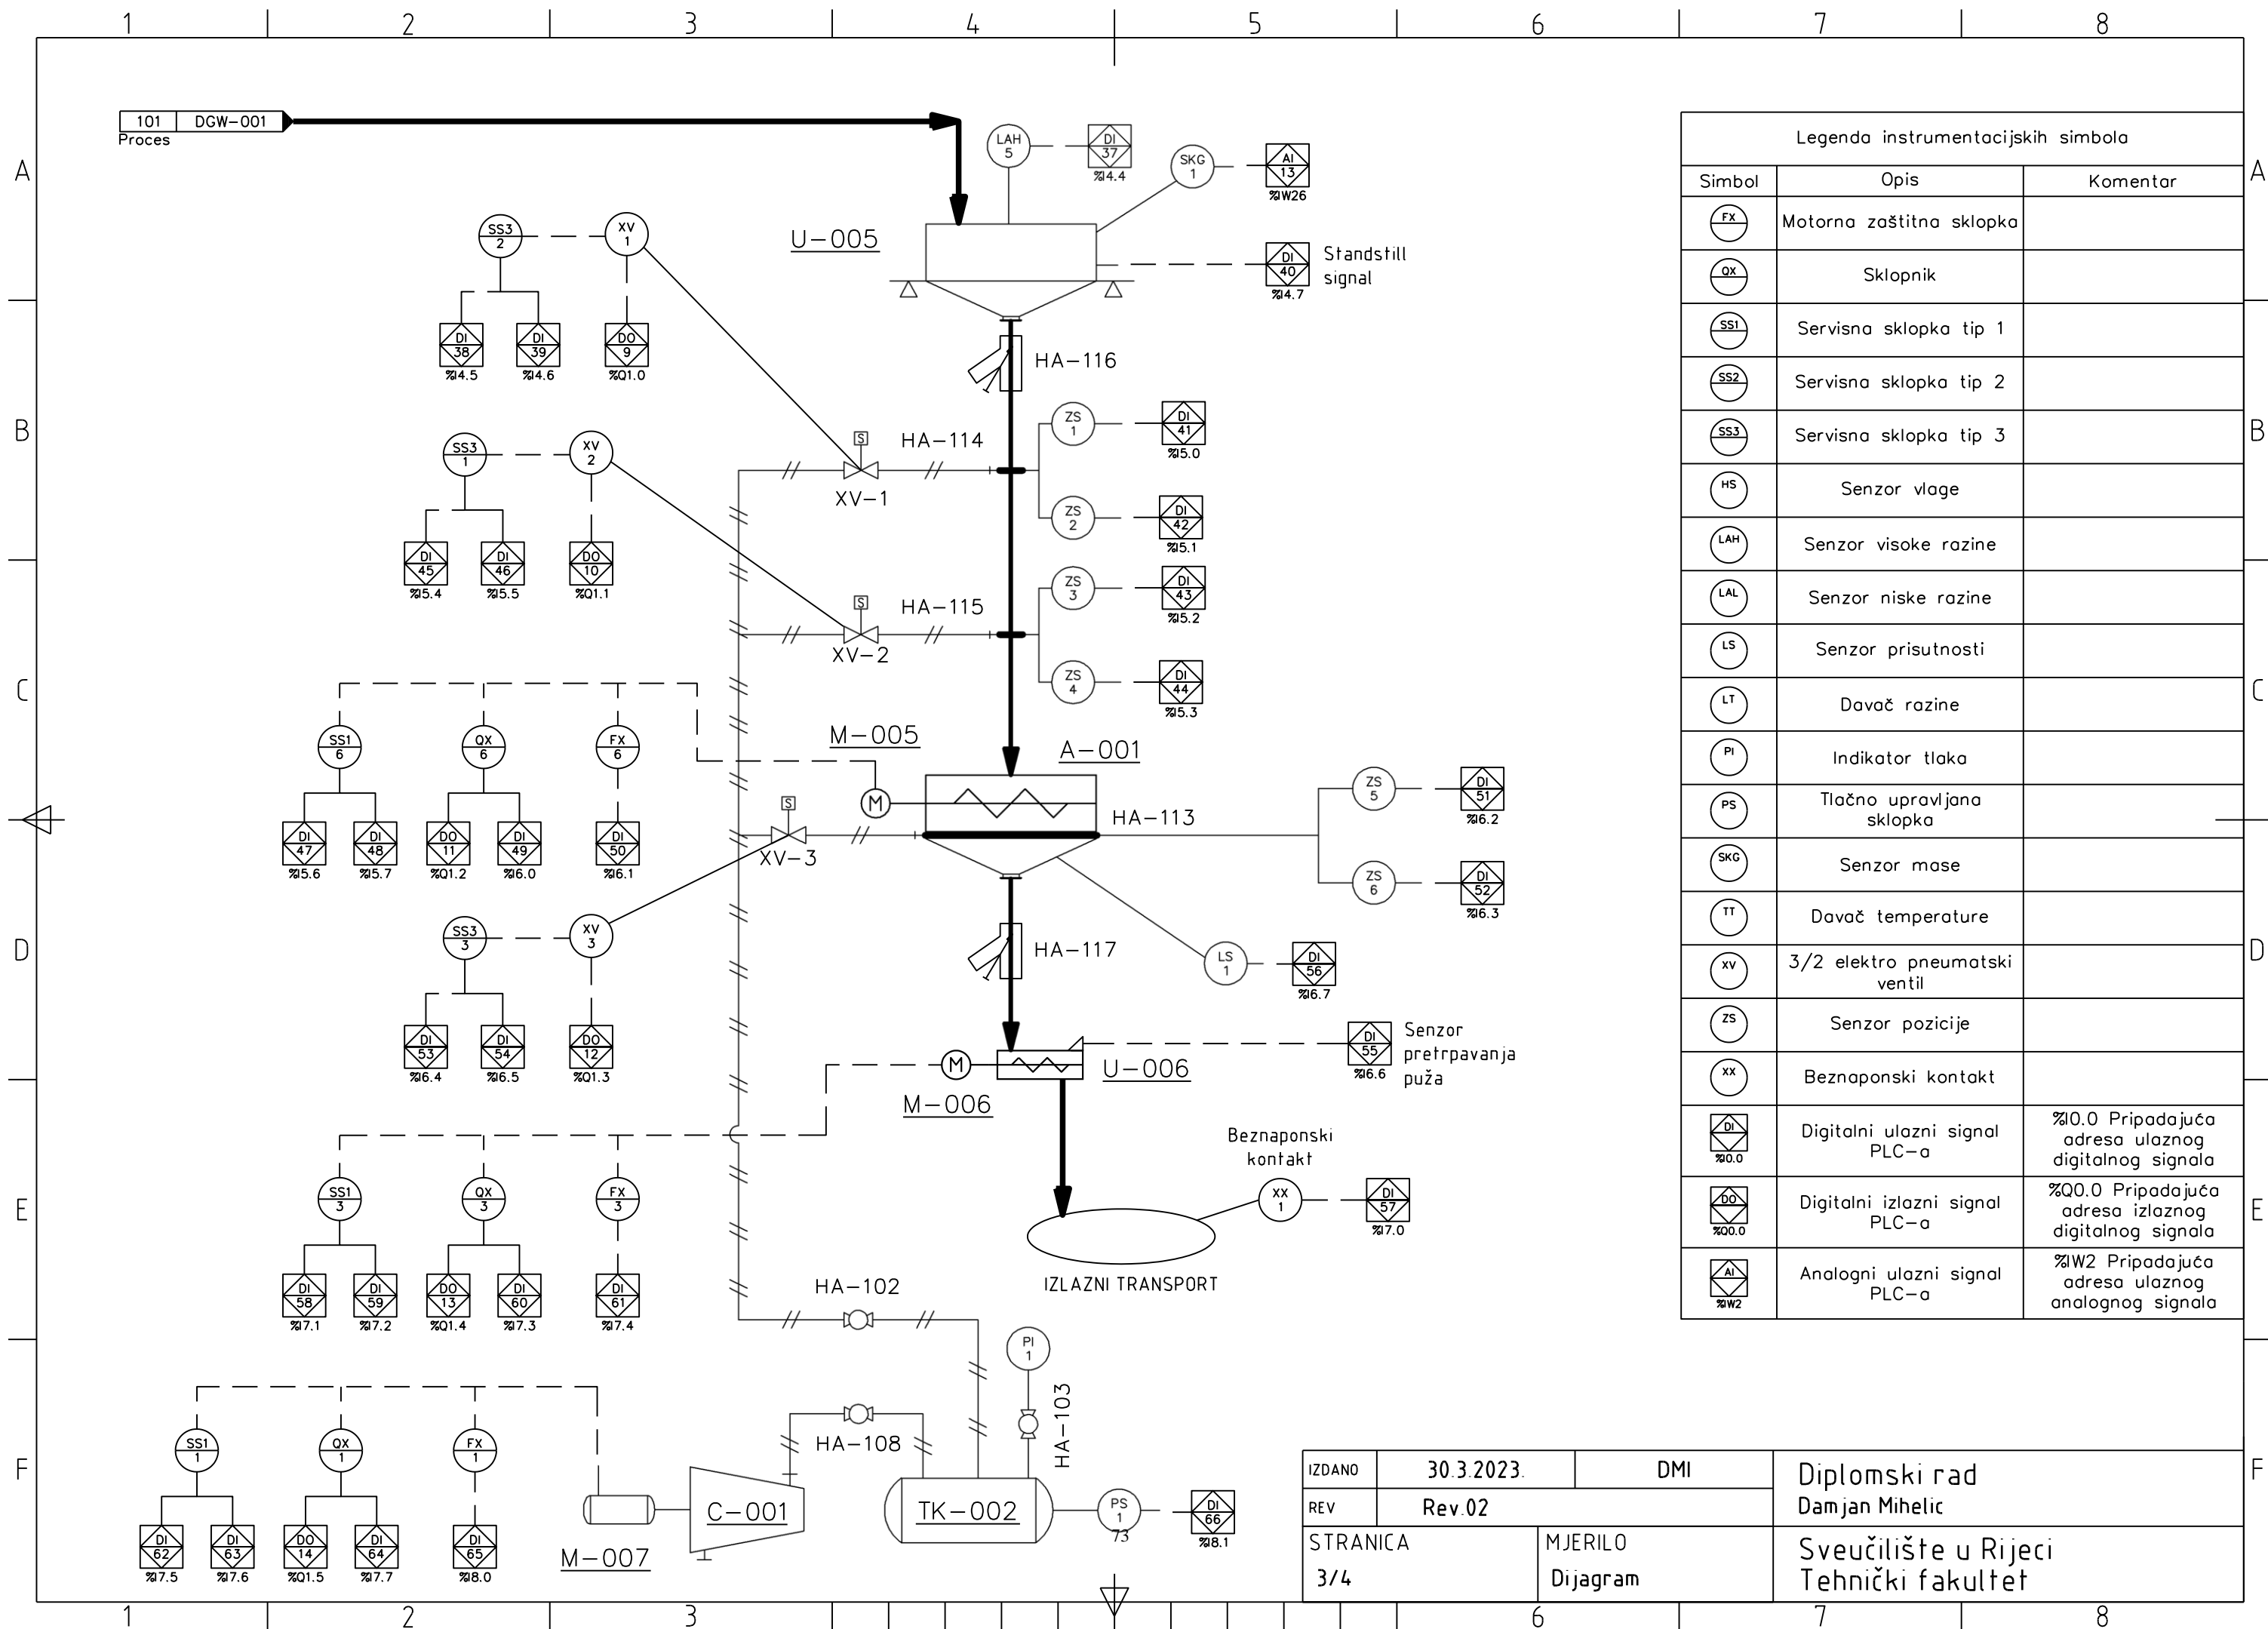 1 2 3 4 5 6 7 8
A
B
C
D
E
F
101 DGW-001
Proces
LAH
5
DI
37
%I4.4
SKG
1
AI
13
%IW26
U-005
DI
40
%I4.7
Standstill
signal
SS3
2
XV
1
DI
38
%I4.5
DI
39
%I4.6
DO
9
%Q1.0
HA-116
SS3
1
XV
2
DI
45
%I5.4
DI
46
%I5.5
DO
10
%Q1.1
S
HA-114
XV-1
ZS
1
DI
41
%I5.0
ZS
2
DI
42
%I5.1
S
HA-115
XV-2
ZS
3
DI
43
%I5.2
ZS
4
DI
44
%I5.3
SS1
6
QX
6
FX
6
DI
47
%I5.6
DI
48
%I5.7
DO
11
%Q1.2
DI
49
%I6.0
DI
50
%I6.1
M-005
A-001
M
S
XV-3
HA-113
ZS
5
DI
51
%I6.2
ZS
6
DI
52
%I6.3
SS3
3
XV
3
DI
53
%I6.4
DI
54
%I6.5
DO
12
%Q1.3
HA-117
LS
1
DI
56
%I6.7
M
M-006
U-006
DI
55
%I6.6
Senzor
pretrpavanja
puža
SS1
3
QX
3
FX
3
DI
58
%I7.1
DI
59
%I7.2
DO
13
%Q1.4
DI
60
%I7.3
DI
61
%I7.4
Beznaponski
kontakt
XX
1
DI
57
%I7.0
IZLAZNI TRANSPORT
HA-102
PI
1
HA-103
HA-108
SS1
1
QX
1
FX
1
DI
62
%I7.5
DI
63
%I7.6
DO
14
%Q1.5
DI
64
%I7.7
DI
65
%I8.0
M-007
C-001
TK-002
PS
1
73
DI
66
%I8.1
Legenda instrumentacijskih simbola
Simbol Opis Komentar
FX Motorna zaštitna sklopka
QX Sklopnik
SS1 Servisna sklopka tip 1
SS2 Servisna sklopka tip 2
SS3 Servisna sklopka tip 3
HS Senzor vlage
LAH Senzor visoke razine
LAL Senzor niske razine
LS Senzor prisutnosti
LT Davač razine
PI Indikator tlaka
PS Tlačno upravljana
sklopka
SKG Senzor mase
TT Davač temperature
XV 3/2 elektro pneumatski
ventil
ZS Senzor pozicije
XX Beznaponski kontakt
DI
%I0.0
Digitalni ulazni signal
PLC-a
%I0.0 Pripadajuća
adresa ulaznog
digitalnog signala
DO
%Q0.0
Digitalni izlazni signal
PLC-a
%Q0.0 Pripadajuća
adresa izlaznog
digitalnog signala
AI
%IW2
Analogni ulazni signal
PLC-a
%IW2 Pripadajuća
adresa ulaznog
analognog signala
IZDANO 30.3.2023. DMI
REV Rev.02
STRANICA
3/4
MJERILO
Dijagram
Diplomski rad
Damjan Mihelic
Sveučilište u Rijeci
Tehnički fakultet
A
B
C
D
E
F
1 2 3 6 7 8